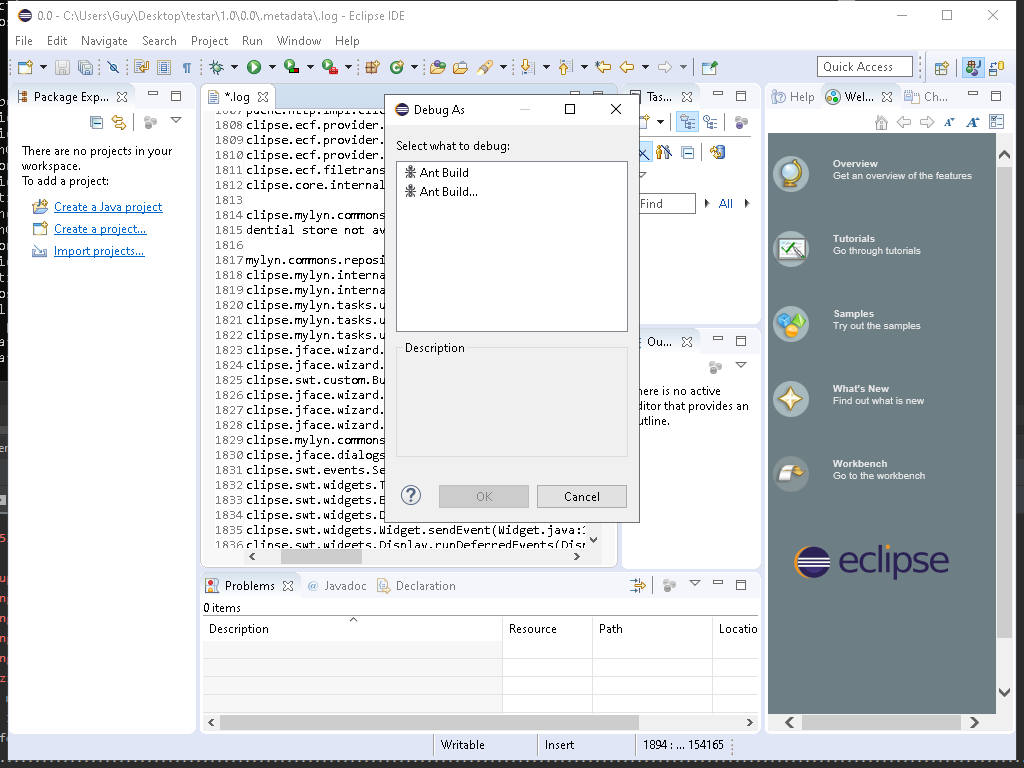 0.0 - C:\Users\Guy\Desktop\testar\1.0\0.0\.metadata\.log - Eclipse IDE
File Edit Navigate Search Project Run Window Help
Quick Access
Package Exp...
There are no projects in your
workspace.
To add a project:
Create a Java project
Create a project...
Import projects...
*.log
1808 clipse.ecf.provider.
1809 clipse.ecf.provider.
1810 clipse.ecf.provider.
1811 clipse.ecf.filetrans
1812 clipse.core.internal
1813
1814 clipse.mylyn.commons
1815 dential store not av
1816
1817 mylyn.commons.reposi
1818 clipse.mylyn.interna
1819 clipse.mylyn.interna
1820 clipse.mylyn.tasks.u
1821 clipse.mylyn.tasks.u
1822 clipse.mylyn.tasks.u
1823 clipse.jface.wizard.
1824 clipse.jface.wizard.
1825 clipse.swt.custom.Bu
1826 clipse.jface.wizard.
1827 clipse.jface.wizard.
1828 clipse.jface.wizard.
1829 clipse.mylyn.commons
1830 clipse.jface.dialogs
1831 clipse.swt.events.Se
1832 clipse.swt.widgets.T
1833 clipse.swt.widgets.E
1834 clipse.swt.widgets.D
1835 clipse.swt.widgets.Widget.sendEvent(Widget.java:1
1836 clipse.swt.widgets.Display.runDeferredEvents(Disp
Debug As
Select what to debug:
Ant Build
Ant Build...
Description
OK
Cancel
Tas...
Find
All
Ou...
here is no active
ditor that provides an
utline.
Help
Wel...
Ch...
Overview
Get an overview of the features
Tutorials
Go through tutorials
Samples
Try out the samples
What's New
Find out what is new
Workbench
Go to the workbench
eclipse
Problems
Javadoc
Declaration
0 items
Description Resource Path Locatio
Writable Insert 1894 : ... 154165